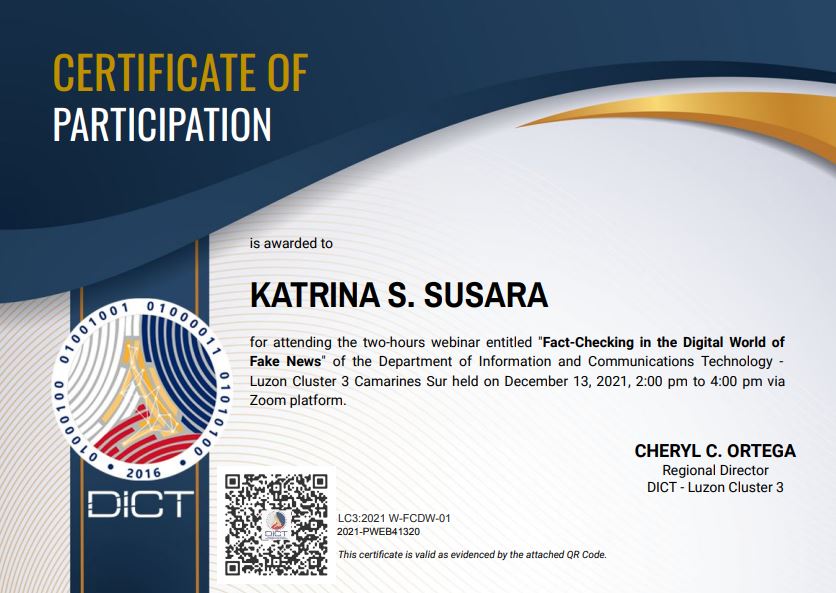 CERTIFICATE OF
PARTICIPATION
is awarded to
KATRINA S. SUSARA
for attending the two-hours webinar entitled "Fact-Checking in the Digital World of
Fake News" of the Department of Information and Communications Technology -
Luzon Cluster 3 Camarines Sur held on December 13, 2021, 2:00 pm to 4:00 pm via
Zoom platform.
CHERYL C. ORTEGA
Regional Director
DICT - Luzon Cluster 3
01001001 01000011 01010100 01000100
2016
DICT
DICT
LC3:2021 W-FCDW-01
2021-PWEB41320
This certificate is valid as evidenced by the attached QR Code.